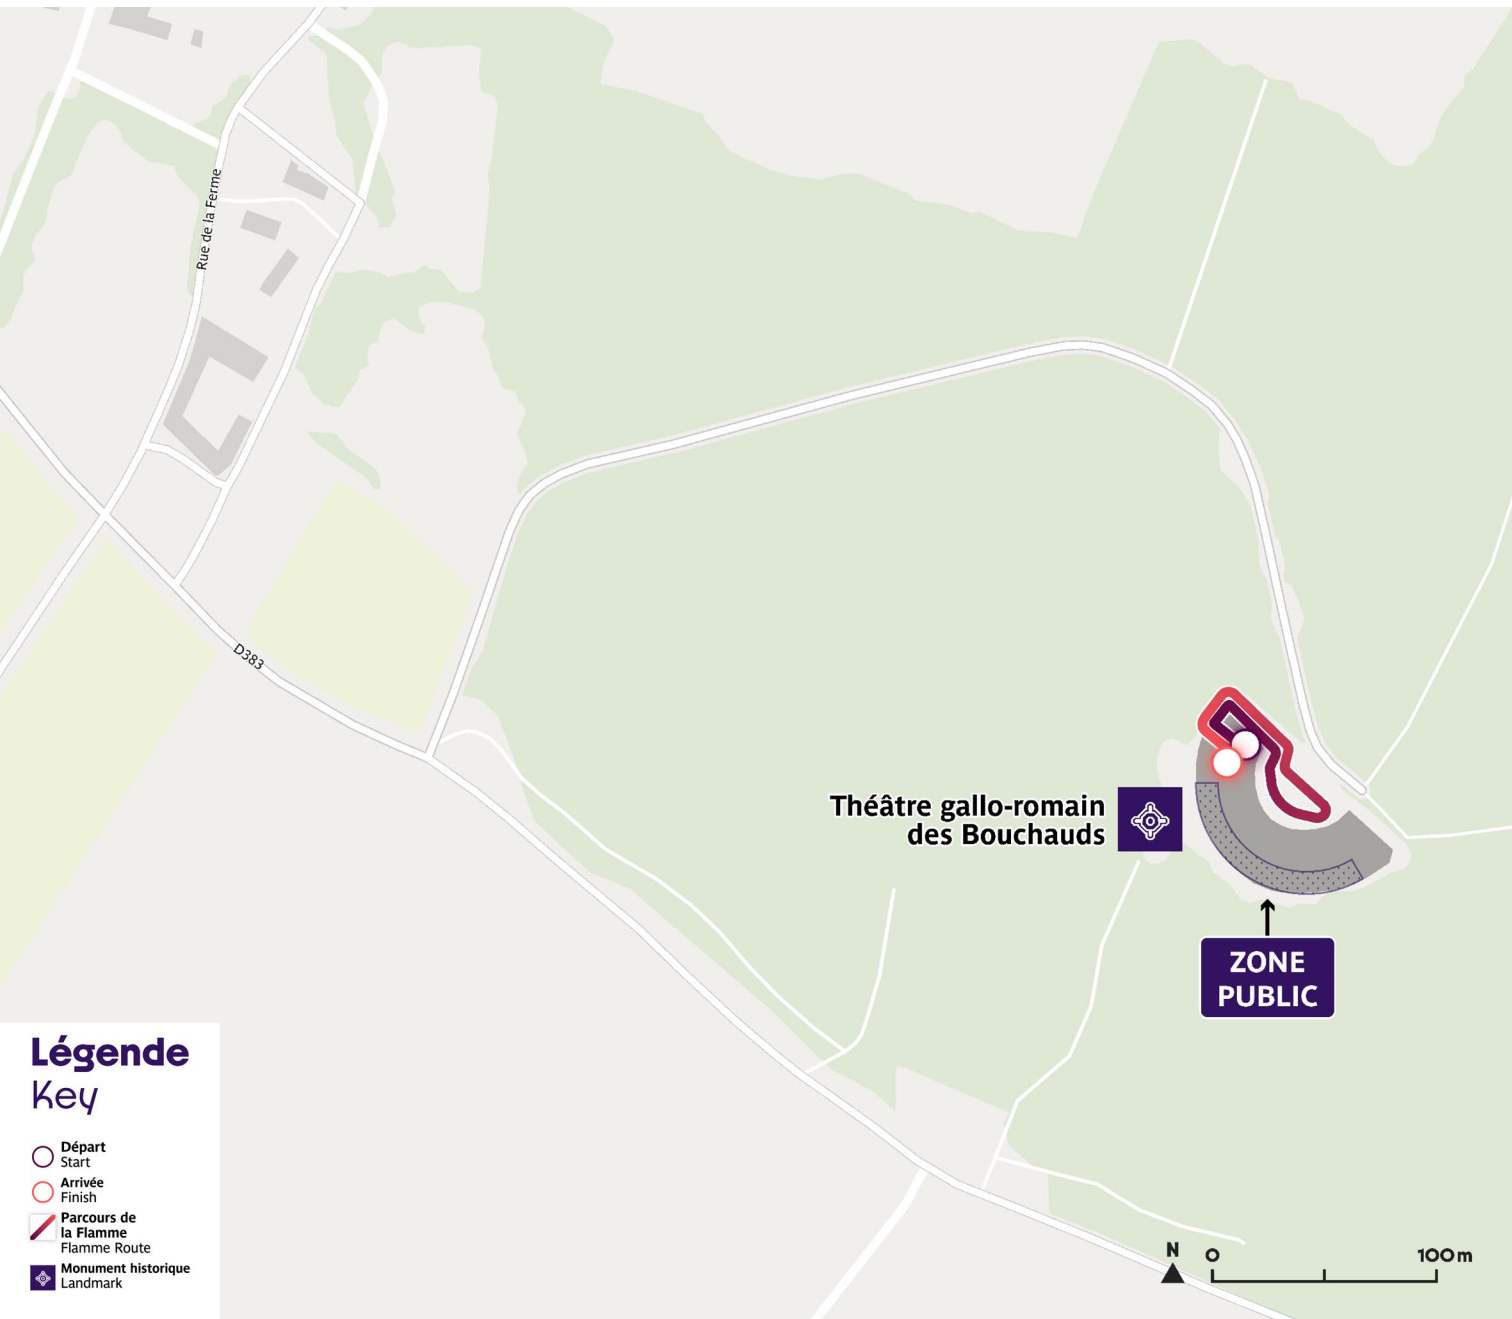 Rue de la Ferme
D383
Théâtre gallo-romain
des Bouchauds
ZONE
PUBLIC
Légende
Key
Départ
Start
Arrivée
Finish
Parcours de
la Flamme
Flamme Route
Monument historique
Landmark
N 0 100m